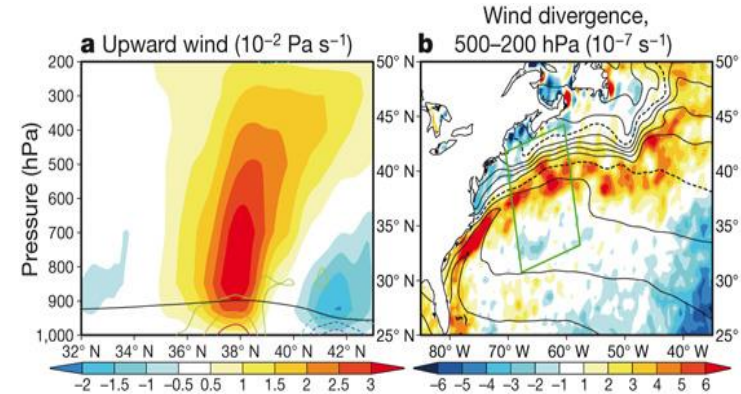 a Upward wind (10–2 Pa s–1)
200
300
400
500
600
700
800
900
1,000
Pressure (hPa)
32° N 34° N 36° N 38° N 40° N 42° N
–2 –1.5 –1 –0.5 0.5 1 1.5 2 2.5 3
Wind divergence,
b 500–200 hPa (10–7 s–1)
50° N
45° N
40° N
35° N
30° N
25° N
80° W 70° W 60° W 50° W 40° W
–6 –5 –4 –3 –2 –1 1 2 3 4 5 6
50°
45°
40°
35°
30°
25°